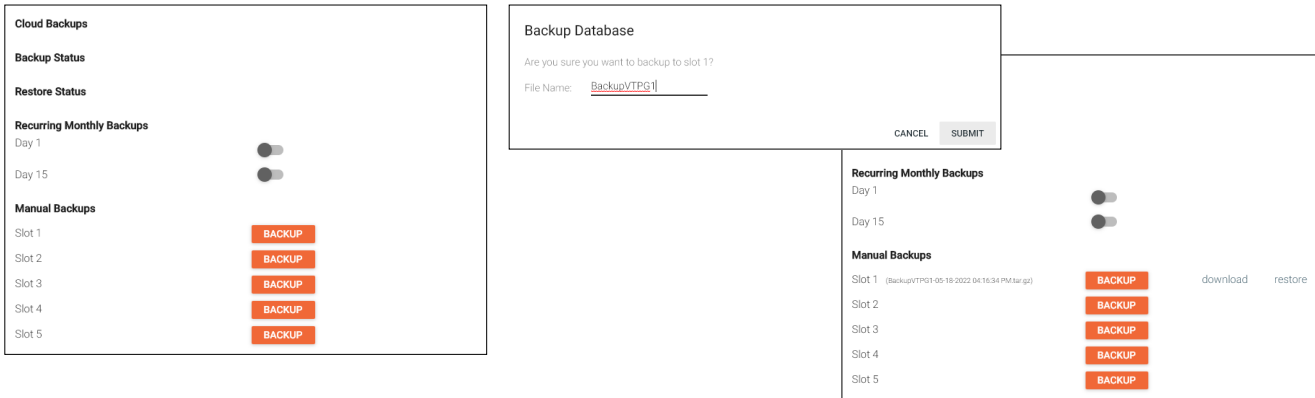 Cloud Backups
Backup Status
Restore Status
Recurring Monthly Backups
Day 1
Day 15
Manual Backups
Slot 1 BACKUP
Slot 2 BACKUP
Slot 3 BACKUP
Slot 4 BACKUP
Slot 5 BACKUP
Backup Database
Are you sure you want to backup to slot 1?
File Name: BackupVTPG1
CANCEL SUBMIT
Recurring Monthly Backups
Day 1
Day 15
Manual Backups
Slot 1 (BackupVTPG1-05-18-2022 04:16:34 PM.tar.gz) BACKUP download restore
Slot 2 BACKUP
Slot 3 BACKUP
Slot 4 BACKUP
Slot 5 BACKUP